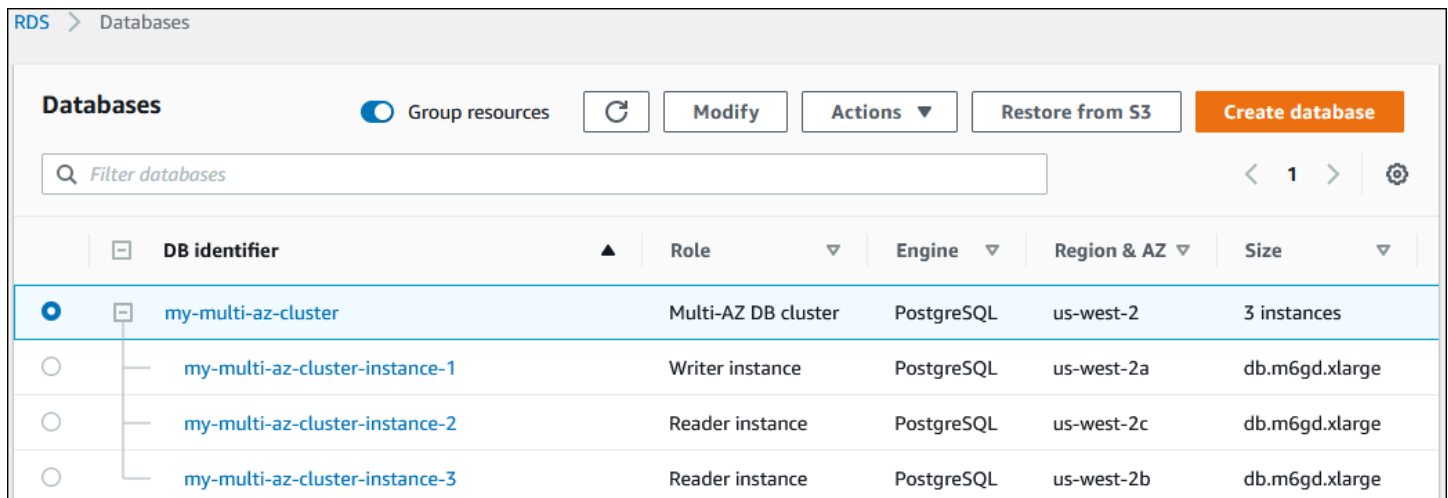 RDS > Databases
Databases Group resources Modify Actions ▼ Restore from S3 Create database
Filter databases < 1 >
DB identifier Role Engine Region & AZ Size
my-multi-az-cluster Multi-AZ DB cluster PostgreSQL us-west-2 3 instances
my-multi-az-cluster-instance-1 Writer instance PostgreSQL us-west-2a db.m6gd.xlarge
my-multi-az-cluster-instance-2 Reader instance PostgreSQL us-west-2c db.m6gd.xlarge
my-multi-az-cluster-instance-3 Reader instance PostgreSQL us-west-2b db.m6gd.xlarge